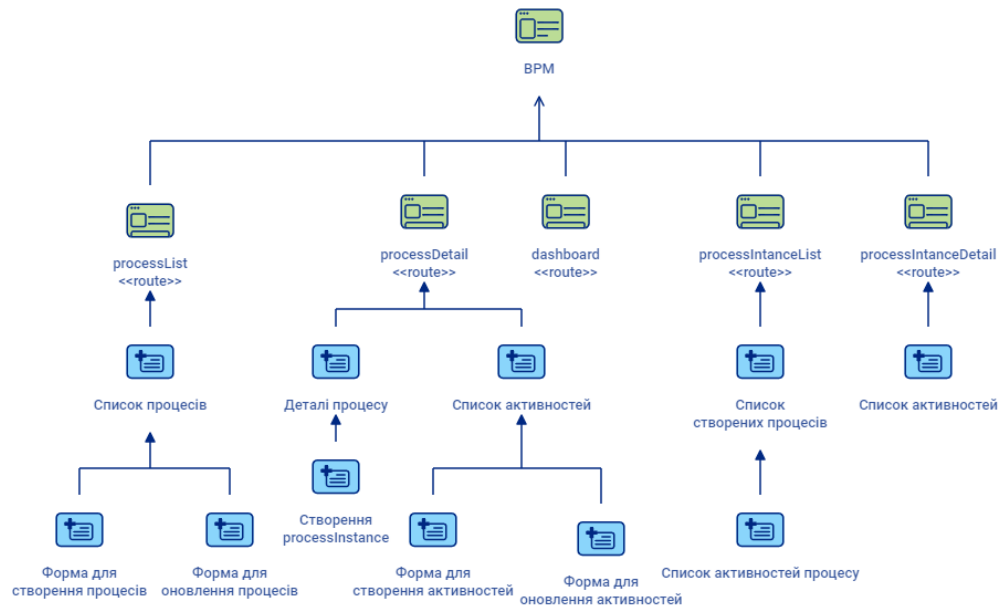 BPM
processList
<<route>>
processDetail
<<route>>
dashboard
<<route>>
processIntanceList
<<route>>
processIntanceDetail
<<route>>
Список процесів
Деталі процесу
Список активностей
Список
створених процесів
Список активностей
Форма для
створення процесів
Форма для
оновлення процесів
Створення
processInstance
Форма для
створення активностей
Форма для
оновлення активностей
Список активностей процесу